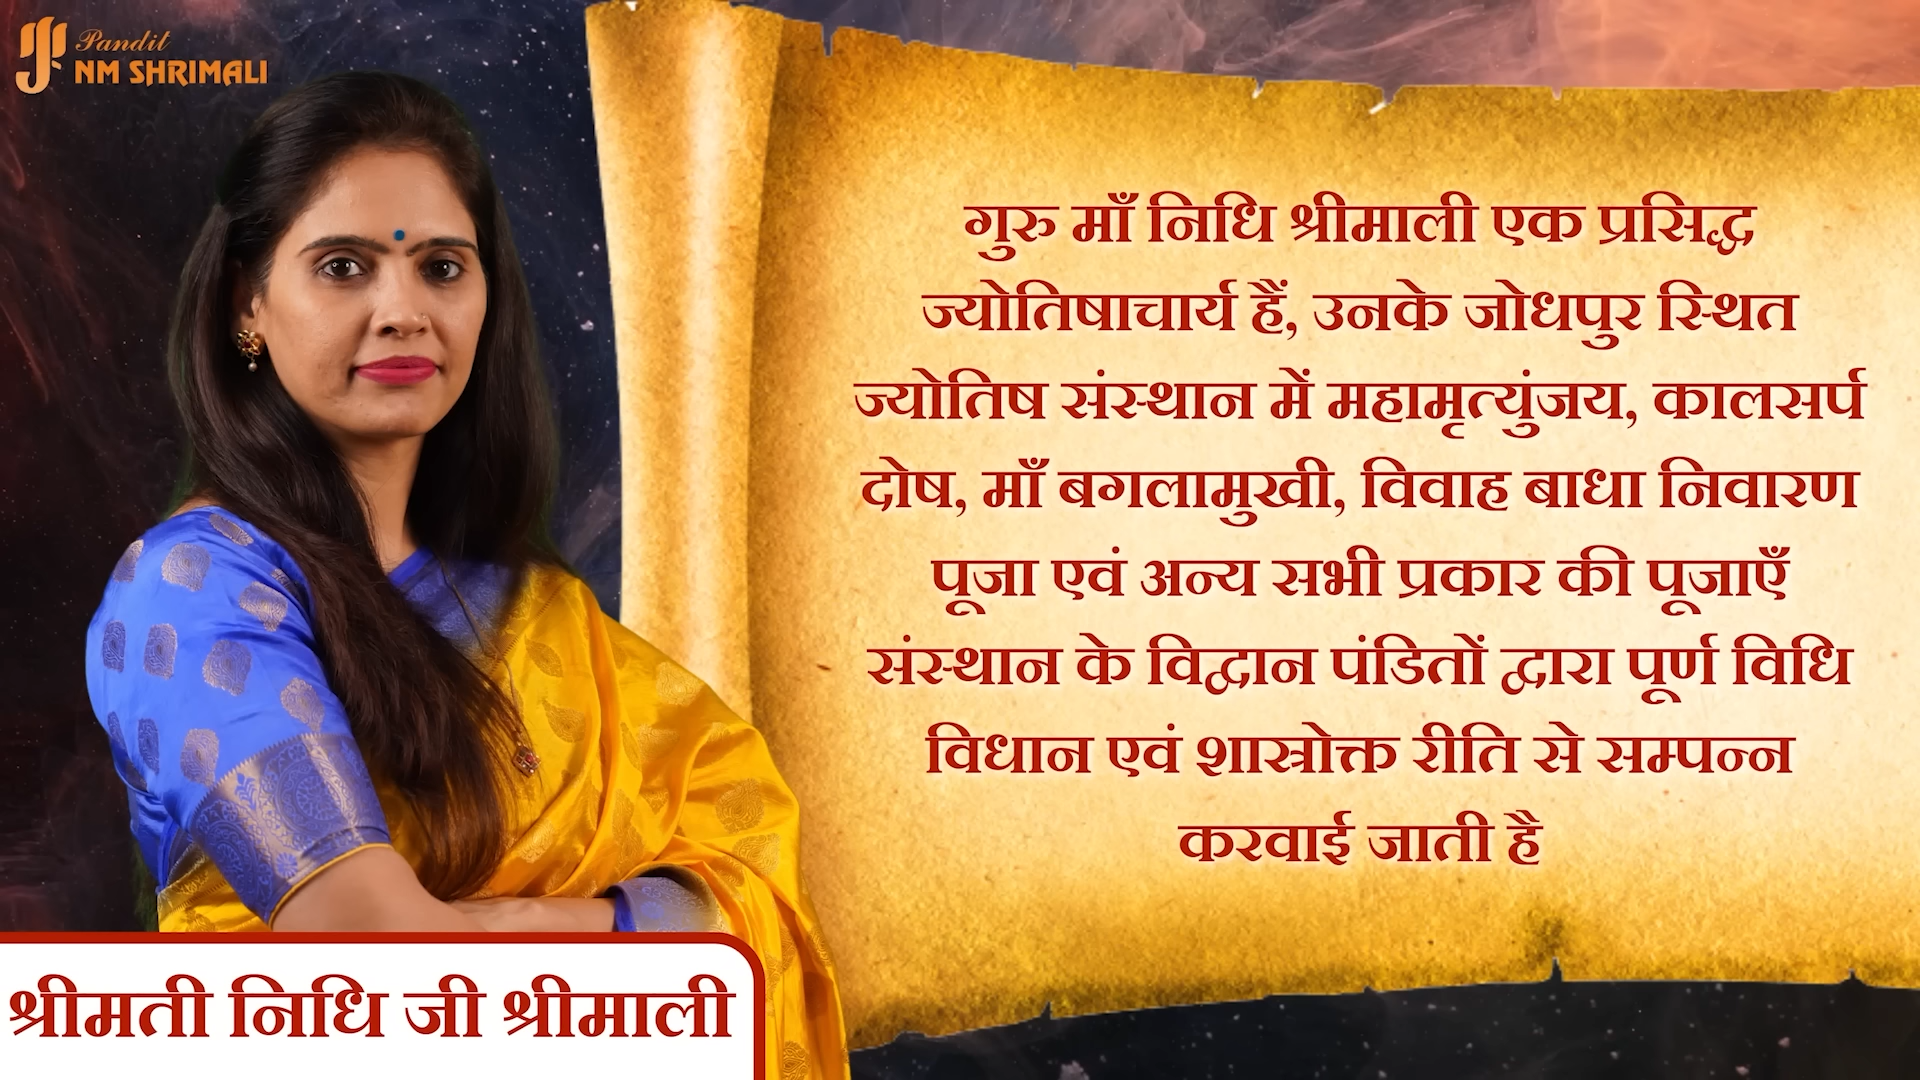 Pandit
NM SHRIMALI
गुरु माँ निधि श्रीमाली एक प्रसिद्ध
ज्योतिषाचार्य हैं, उनके जोधपुर स्थित
ज्योतिष संस्थान में महामृत्युंजय, कालसर्प
दोष, माँ बगलामुखी, विवाह बाधा निवारण
पूजा एवं अन्य सभी प्रकार की पूजाएँ
संस्थान के विद्वान पंडितों द्वारा पूर्ण विधि
विधान एवं शास्त्रोक्त रीति से सम्पन्न
करवाई जाती है
श्रीमती निधि जी श्रीमाली